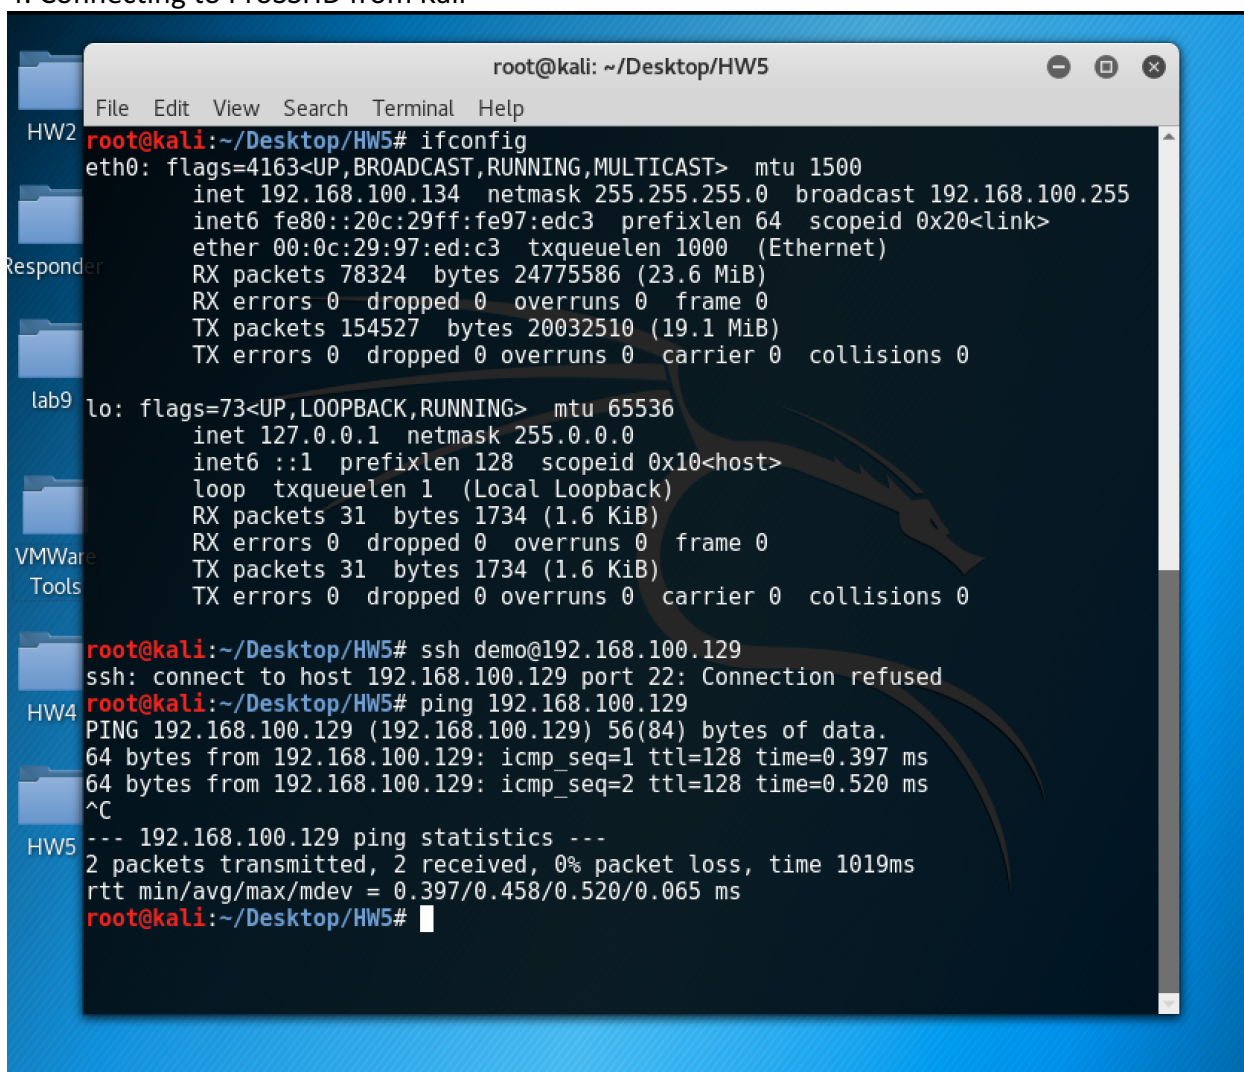 4. Connecting to ProSSHD from Kali
root@kali: ~/Desktop/HW5
File Edit View Search Terminal Help
HW2
Responder
lab9
VMWare
Tools
HW4
HW5
root@kali:~/Desktop/HW5# ifconfig
eth0: flags=4163<UP,BROADCAST,RUNNING,MULTICAST>  mtu 1500
        inet 192.168.100.134  netmask 255.255.255.0  broadcast 192.168.100.255
        inet6 fe80::20c:29ff:fe97:edc3  prefixlen 64  scopeid 0x20<link>
        ether 00:0c:29:97:ed:c3  txqueuelen 1000  (Ethernet)
        RX packets 78324  bytes 24775586 (23.6 MiB)
        RX errors 0  dropped 0  overruns 0  frame 0
        TX packets 154527  bytes 20032510 (19.1 MiB)
        TX errors 0  dropped 0 overruns 0  carrier 0  collisions 0
lo: flags=73<UP,LOOPBACK,RUNNING>  mtu 65536
        inet 127.0.0.1  netmask 255.0.0.0
        inet6 ::1  prefixlen 128  scopeid 0x10<host>
        loop  txqueuelen 1  (Local Loopback)
        RX packets 31  bytes 1734 (1.6 KiB)
        RX errors 0  dropped 0  overruns 0  frame 0
        TX packets 31  bytes 1734 (1.6 KiB)
        TX errors 0  dropped 0 overruns 0  carrier 0  collisions 0
root@kali:~/Desktop/HW5# ssh demo@192.168.100.129
ssh: connect to host 192.168.100.129 port 22: Connection refused
root@kali:~/Desktop/HW5# ping 192.168.100.129
PING 192.168.100.129 (192.168.100.129) 56(84) bytes of data.
64 bytes from 192.168.100.129: icmp_seq=1 ttl=128 time=0.397 ms
64 bytes from 192.168.100.129: icmp_seq=2 ttl=128 time=0.520 ms
^C
--- 192.168.100.129 ping statistics ---
2 packets transmitted, 2 received, 0% packet loss, time 1019ms
rtt min/avg/max/mdev = 0.397/0.458/0.520/0.065 ms
root@kali:~/Desktop/HW5#